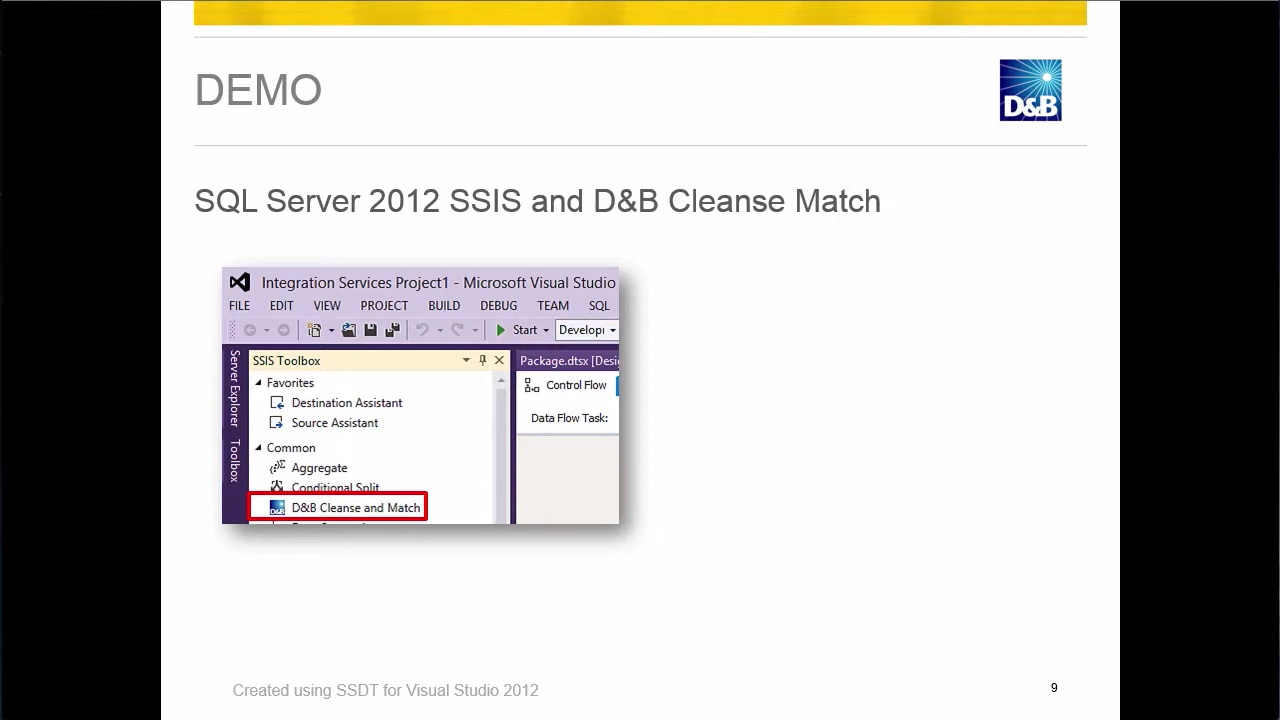 DEMO
D&B
SQL Server 2012 SSIS and D&B Cleanse Match
Integration Services Project1 - Microsoft Visual Studio
FILE EDIT VIEW PROJECT BUILD DEBUG TEAM SQL
Start Develop
Server Explorer
Toolbox
SSIS Toolbox
Favorites
Destination Assistant
Source Assistant
Common
Aggregate
Conditional Split
D&B Cleanse and Match
Package.dtsx [Desi
Control Flow
Data Flow Task:
Created using SSDT for Visual Studio 2012
9